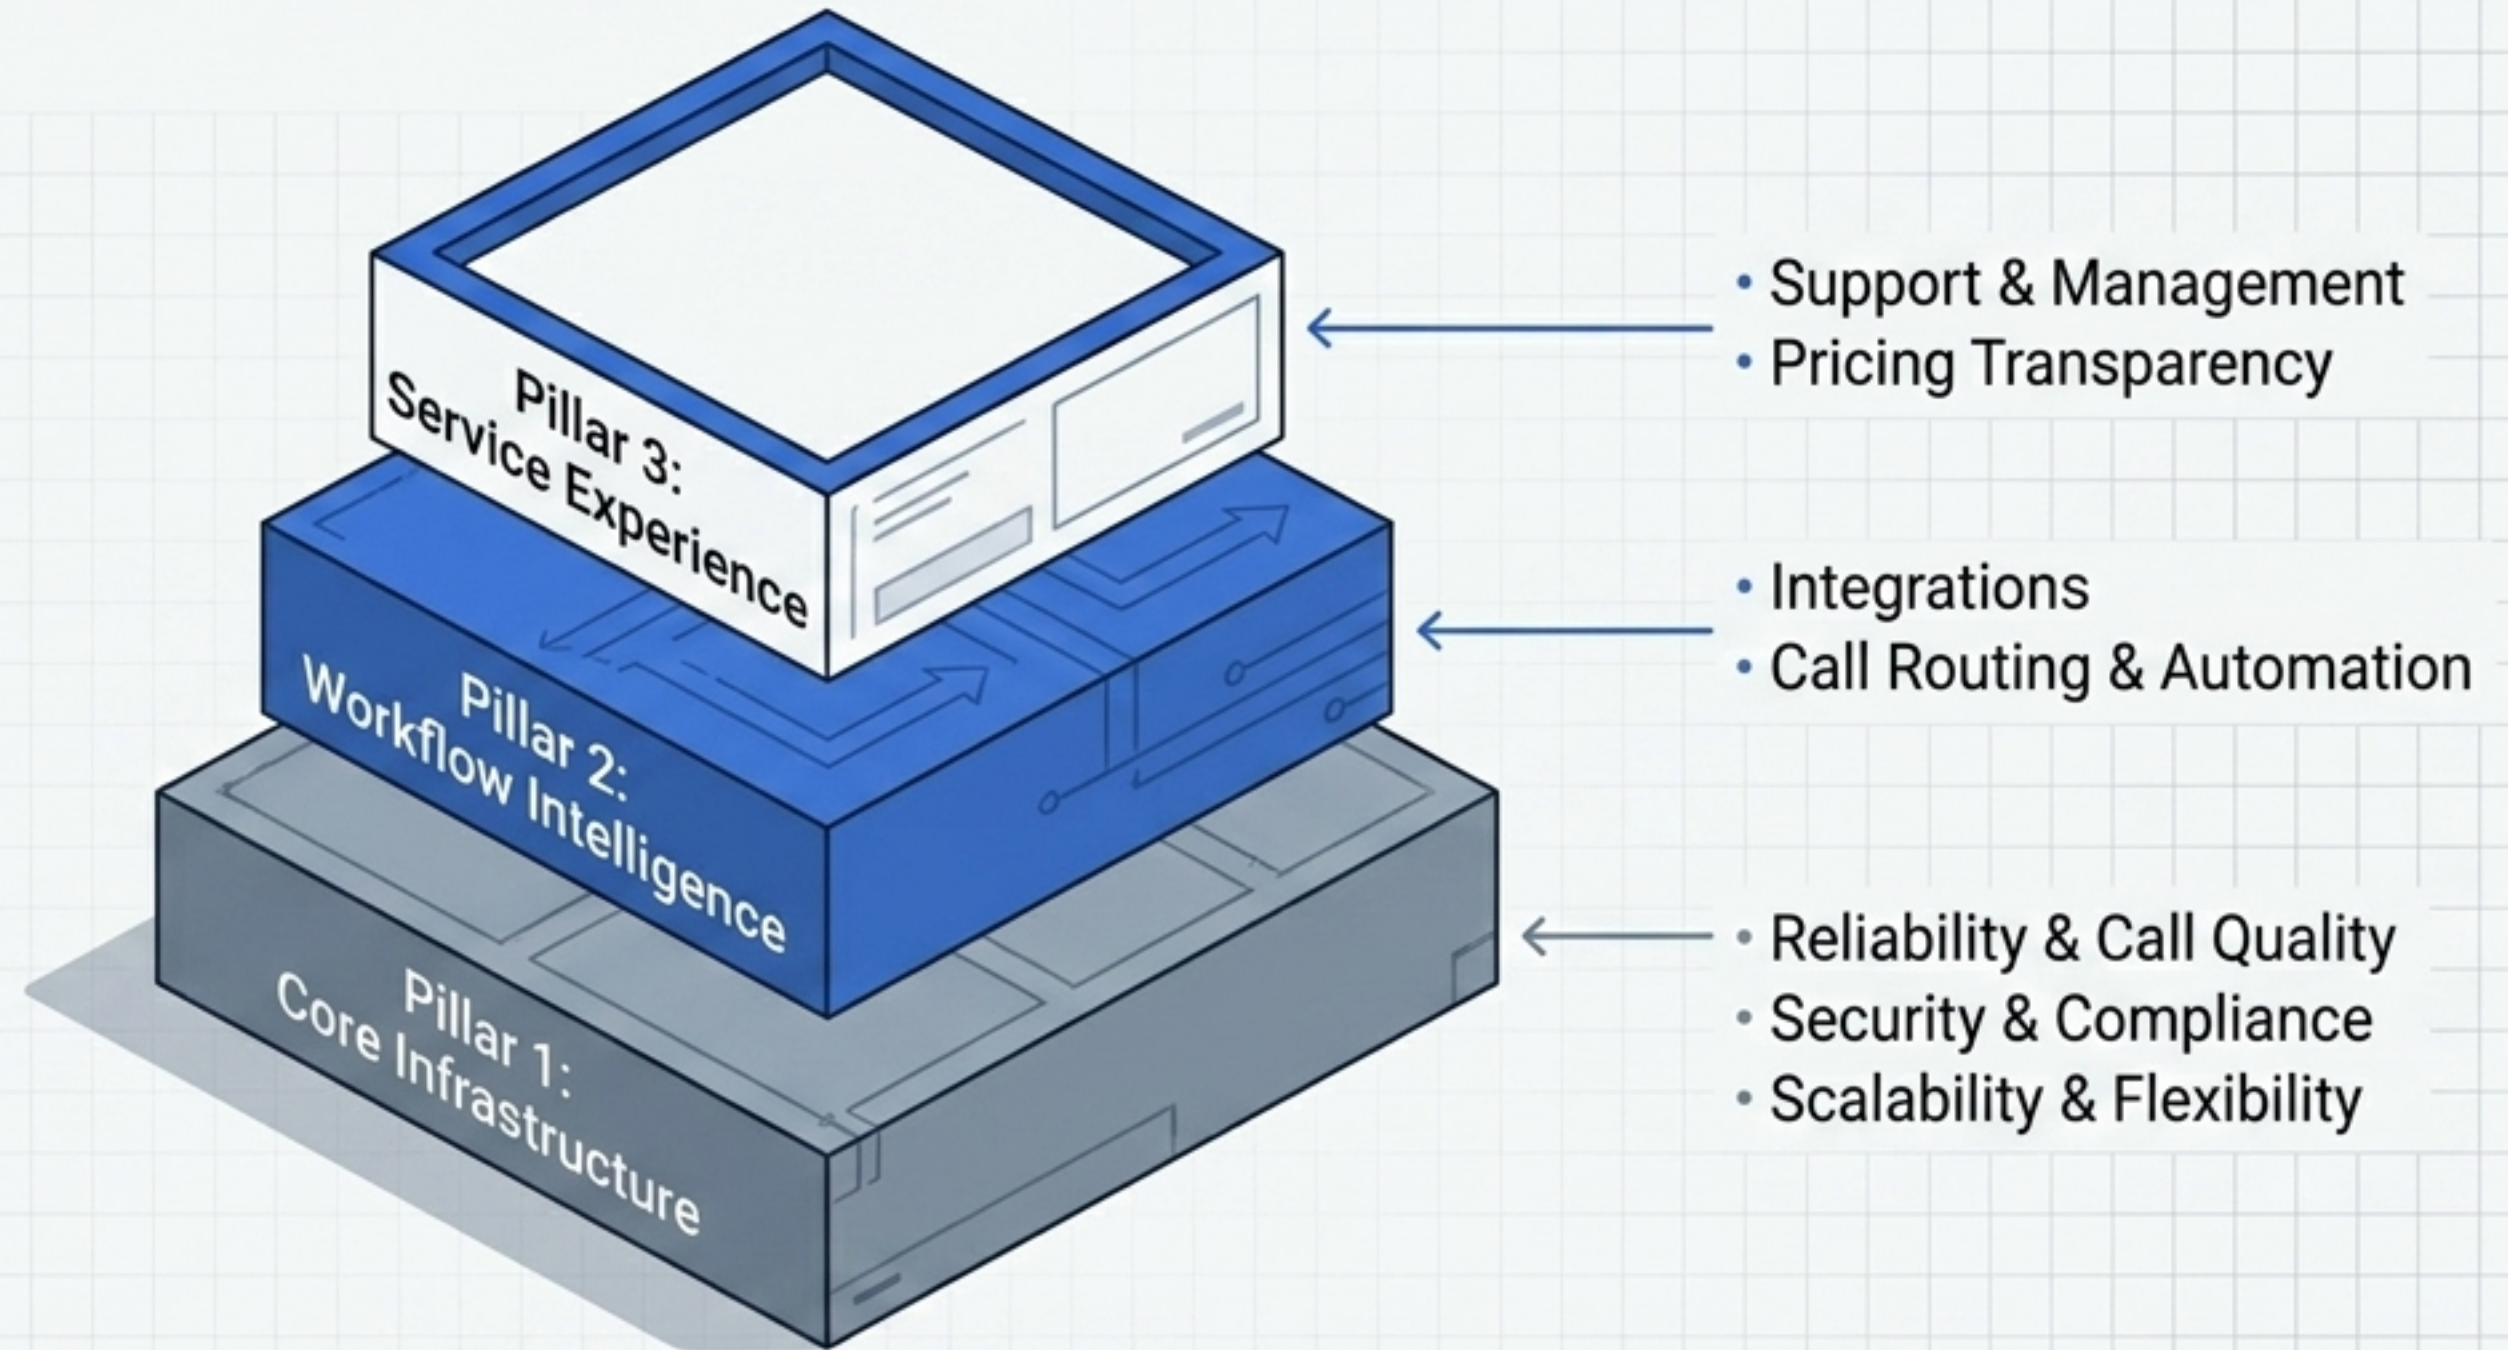 Pillar 3:
Service Experience
• Support & Management
• Pricing Transparency
Pillar 2:
Workflow Intelligence
• Integrations
• Call Routing & Automation
Pillar 1:
Core Infrastructure
• Reliability & Call Quality
• Security & Compliance
• Scalability & Flexibility